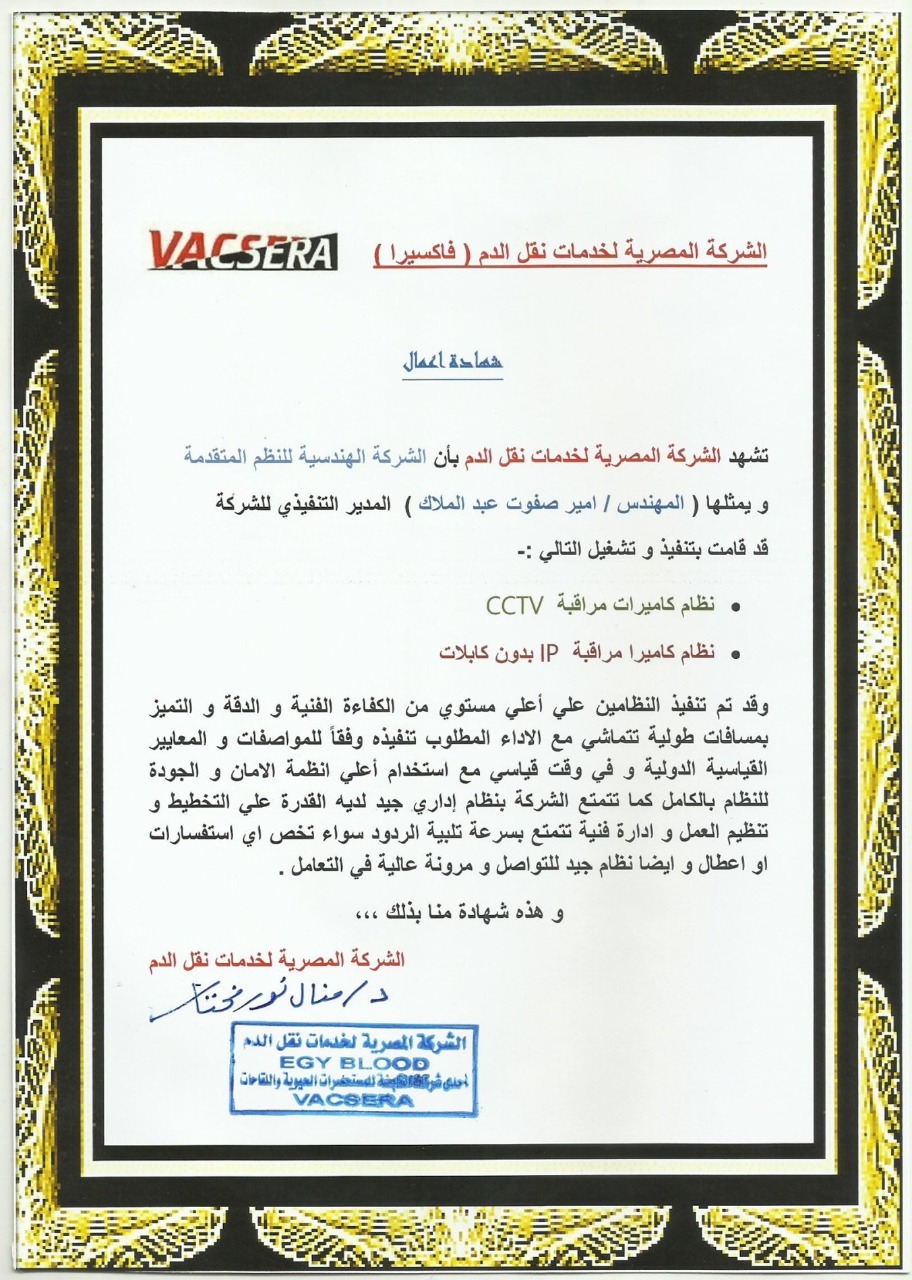 VACSERA
الشركة المصرية لخدمات نقل الدم ( فاكسيرا )
شهادة اعمال
تشهد الشركة المصرية لخدمات نقل الدم بأن الشركة الهندسية للنظم المتقدمة
و يمثلها ( المهندس / امير صفوت عبد الملاك ) المدير التنفيذي للشركة
قد قامت بتنفيذ و تشغيل التالي :-
• نظام كاميرات مراقبة CCTV
• نظام كاميرا مراقبة IP بدون كابلات
وقد تم تنفيذ النظامين علي أعلي مستوي من الكفاءة الفنية و الدقة و التميز
بمسافات طولية تتماشي مع الاداء المطلوب تنفيذه وفقاً للمواصفات و المعايير
القياسية الدولية و في وقت قياسي مع استخدام أعلي انظمة الامان و الجودة
للنظام بالكامل كما تتمتع الشركة بنظام إداري جيد لديه القدرة علي التخطيط و
تنظيم العمل و ادارة فنية تتمتع بسرعة تلبية الردود سواء تخص اي استفسارات
او اعطال و ايضا نظام جيد للتواصل و مرونة عالية في التعامل .
و هذه شهادة منا بذلك ،،،
الشركة المصرية لخدمات نقل الدم
د/ منال نور مختار
الشركة المصرية لخدمات نقل الدم
EGY BLOOD
للمستحضرات الحيوية واللقاحات
VACSERA